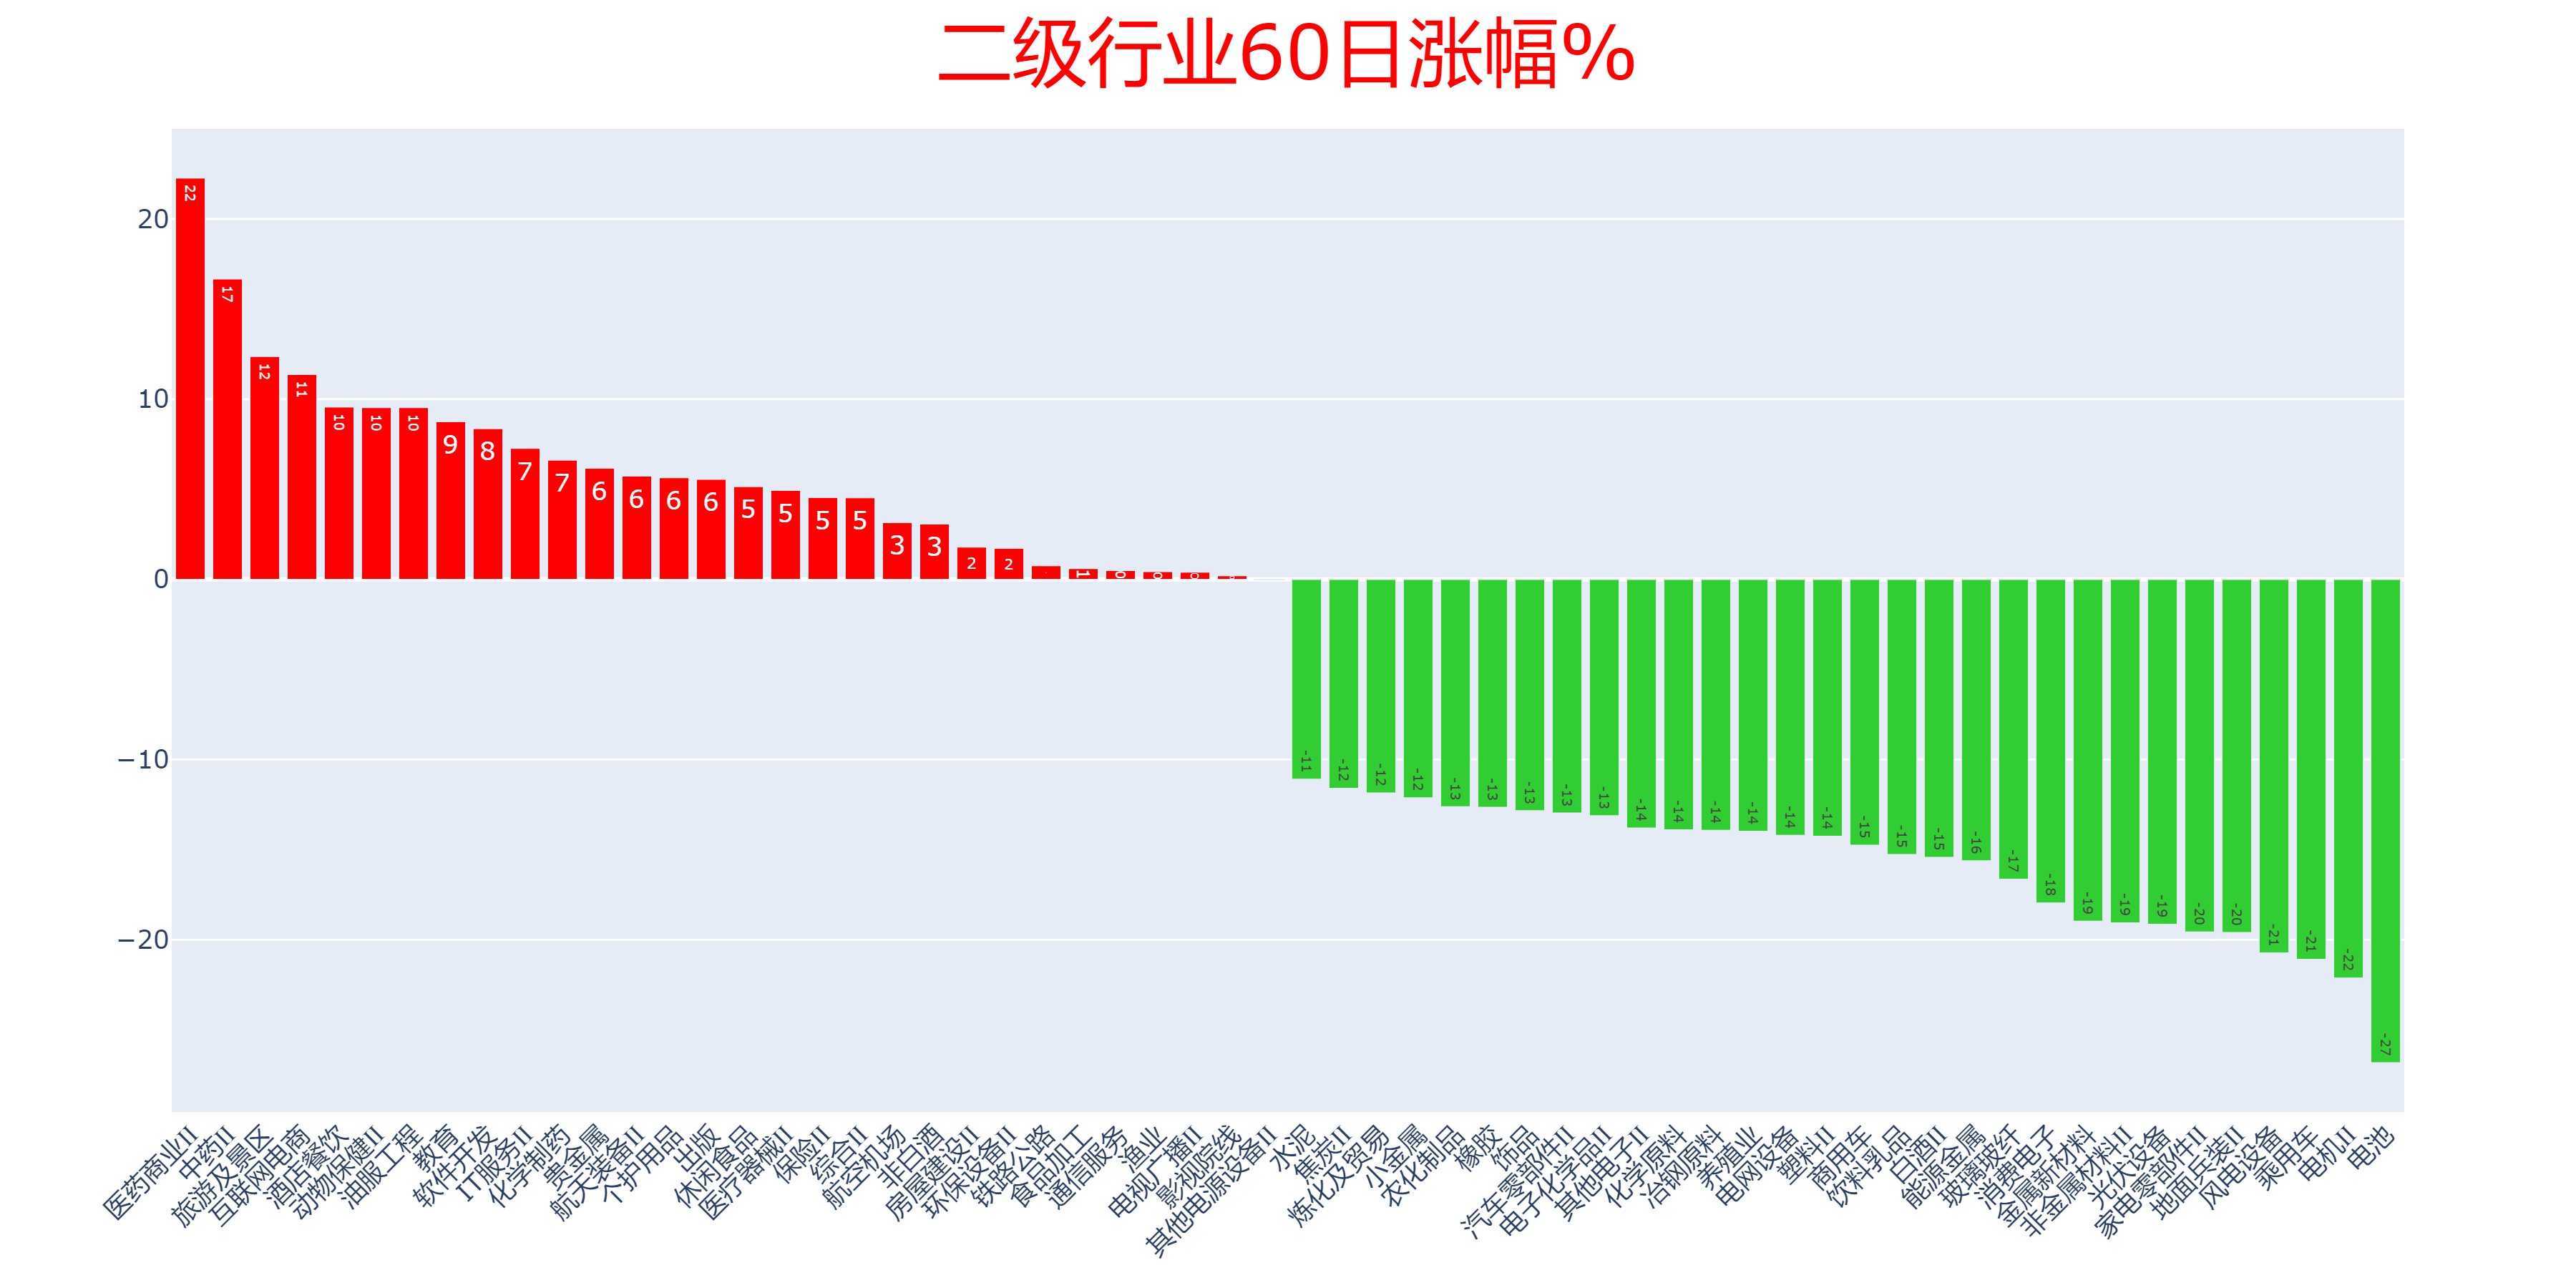 二级行业60日涨幅%
20
10
0
−10
−20
22
17
12
11
10
10
10
9
8
7
7
6
6
6
6
5
5
5
5
3
3
2
2
1
0
0
0
-11
-12
-12
-12
-13
-13
-13
-13
-13
-14
-14
-14
-14
-14
-14
-15
-15
-15
-16
-17
-18
-19
-19
-19
-20
-20
-21
-21
-22
-27
医药商业II
中药II
旅游及景区
互联网电商
酒店餐饮
动物保健II
油服工程
教育
软件开发
IT服务II
化学制药
贵金属
航天装备II
个护用品
出版
休闲食品
医疗器械II
保险II
综合II
航空机场
非白酒
房屋建设II
环保设备II
铁路公路
食品加工
通信服务
渔业
电视广播II
影视院线
其他电源设备II
水泥
焦炭II
炼化及贸易
小金属
农化制品
橡胶
饰品
汽车零部件II
电子化学品II
其他电子II
化学原料
冶钢原料
养殖业
电网设备
塑料II
商用车
饮料乳品
白酒II
能源金属
玻璃玻纤
消费电子
金属新材料
非金属材料II
光伏设备
家电零部件II
地面兵装II
风电设备
乘用车
电机II
电池